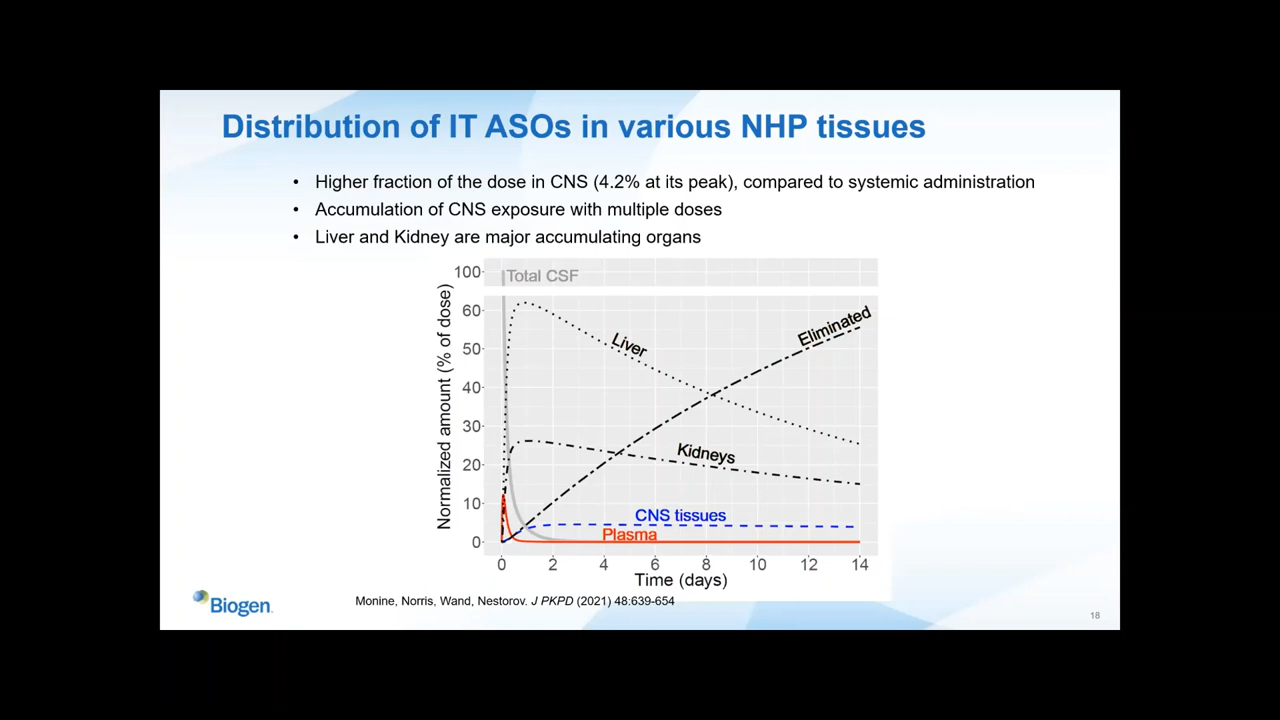 Distribution of IT ASOs in various NHP tissues
• Higher fraction of the dose in CNS (4.2% at its peak), compared to systemic administration
• Accumulation of CNS exposure with multiple doses
• Liver and Kidney are major accumulating organs
Normalized amount (% of dose)
100
60
50
40
30
20
10
0
Total CSF
Liver
Eliminated
Kidneys
CNS tissues
Plasma
0 2 4 6 8 10 12 14
Time (days)
Biogen
Monine, Norris, Wand, Nestorov. J PKPD (2021) 48:639-654
18